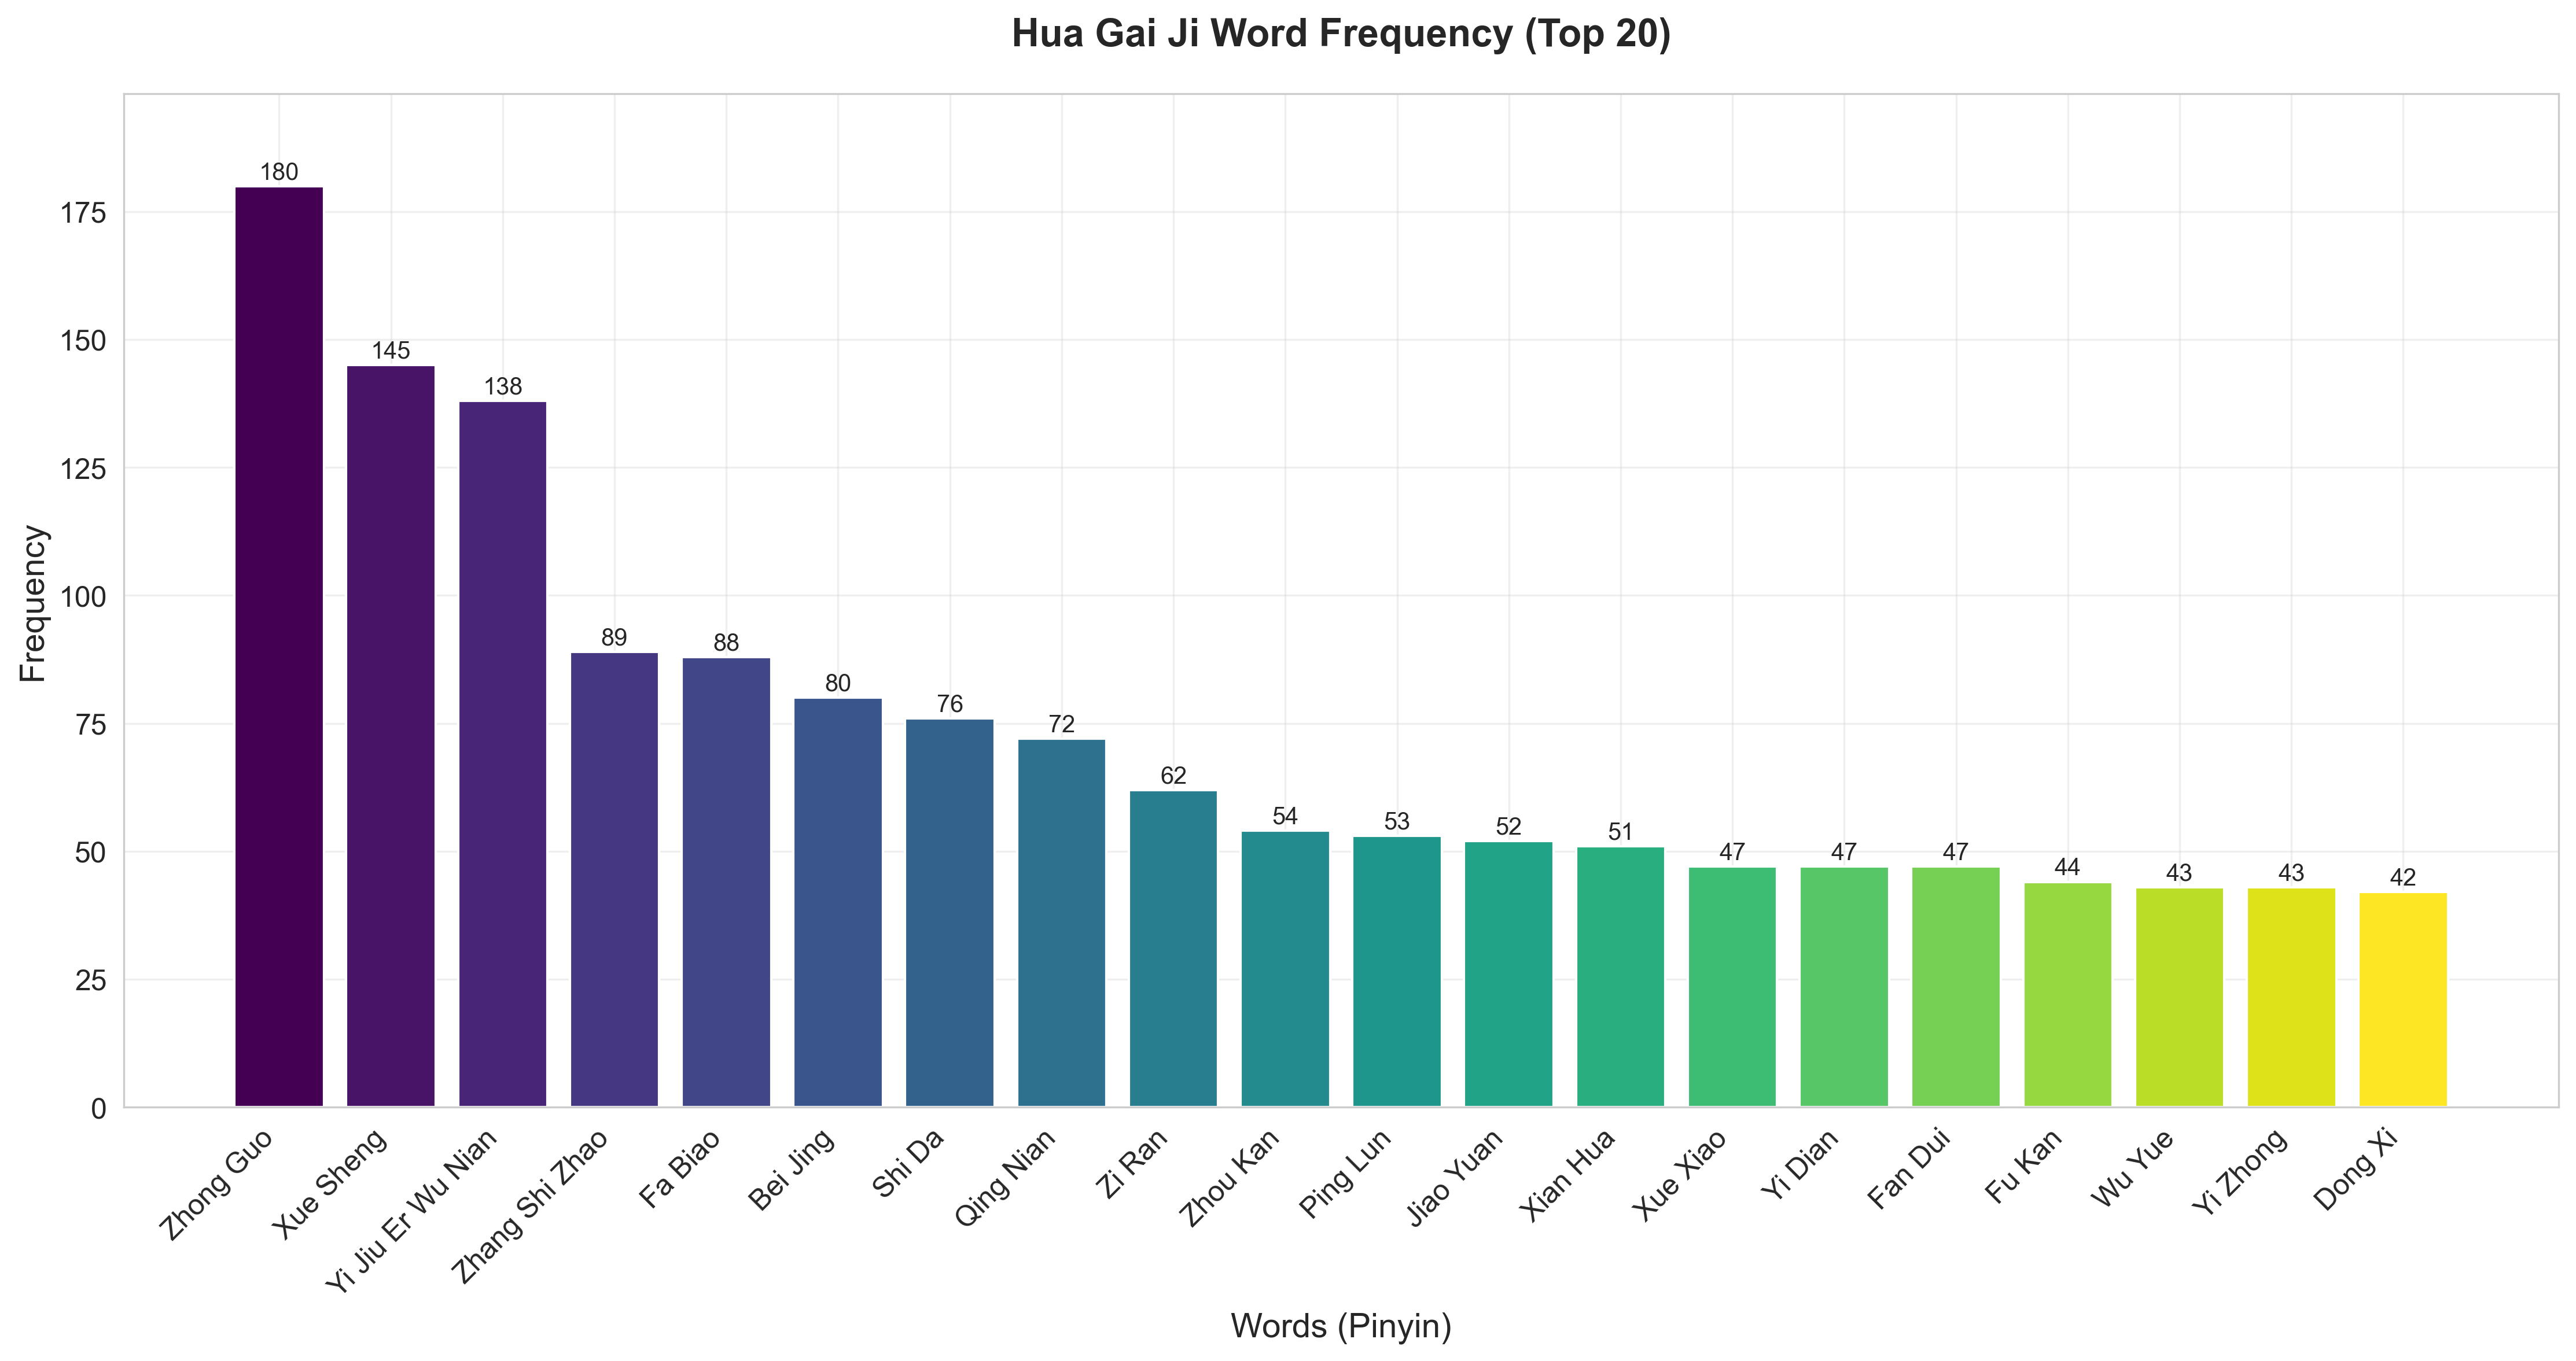 Hua Gai Ji Word Frequency (Top 20)
Frequency
175
150
125
100
75
50
25
0
180
145
138
89
88
80
76
72
62
54
53
52
51
47
47
47
44
43
43
42
Zhong Guo
Xue Sheng
Yi Jiu Er Wu Nian
Zhang Shi Zhao
Fa Biao
Bei Jing
Shi Da
Qing Nian
Zi Ran
Zhou Kan
Ping Lun
Jiao Yuan
Xian Hua
Xue Xiao
Yi Dian
Fan Dui
Fu Kan
Wu Yue
Yi Zhong
Dong Xi
Words (Pinyin)